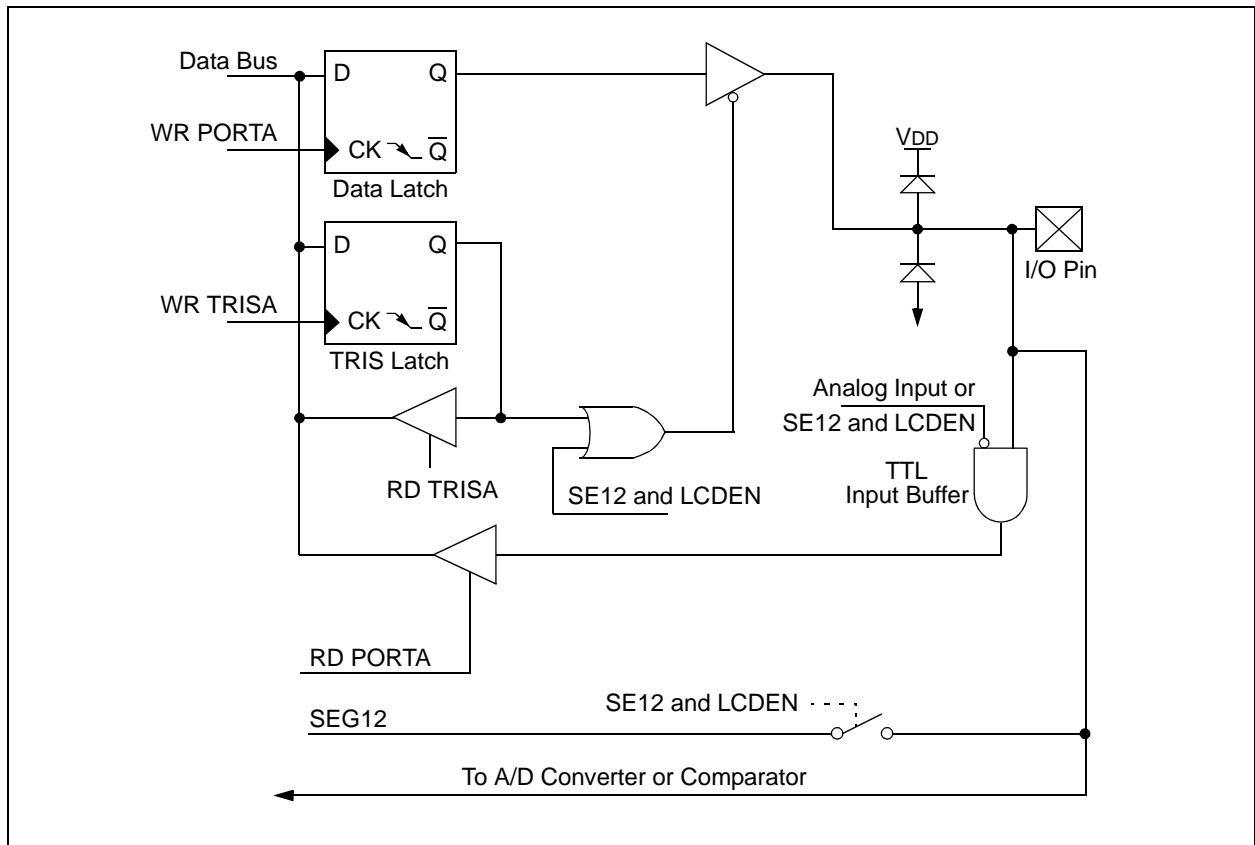 Data Bus
D Q
WR PORTA
CK Q̅
Data Latch
VDD
D Q
I/O Pin
WR TRISA
CK Q̅
TRIS Latch
Analog Input or
SE12 and LCDEN
TTL
Input Buffer
RD TRISA
SE12 and LCDEN
RD PORTA
SE12 and LCDEN
SEG12
To A/D Converter or Comparator